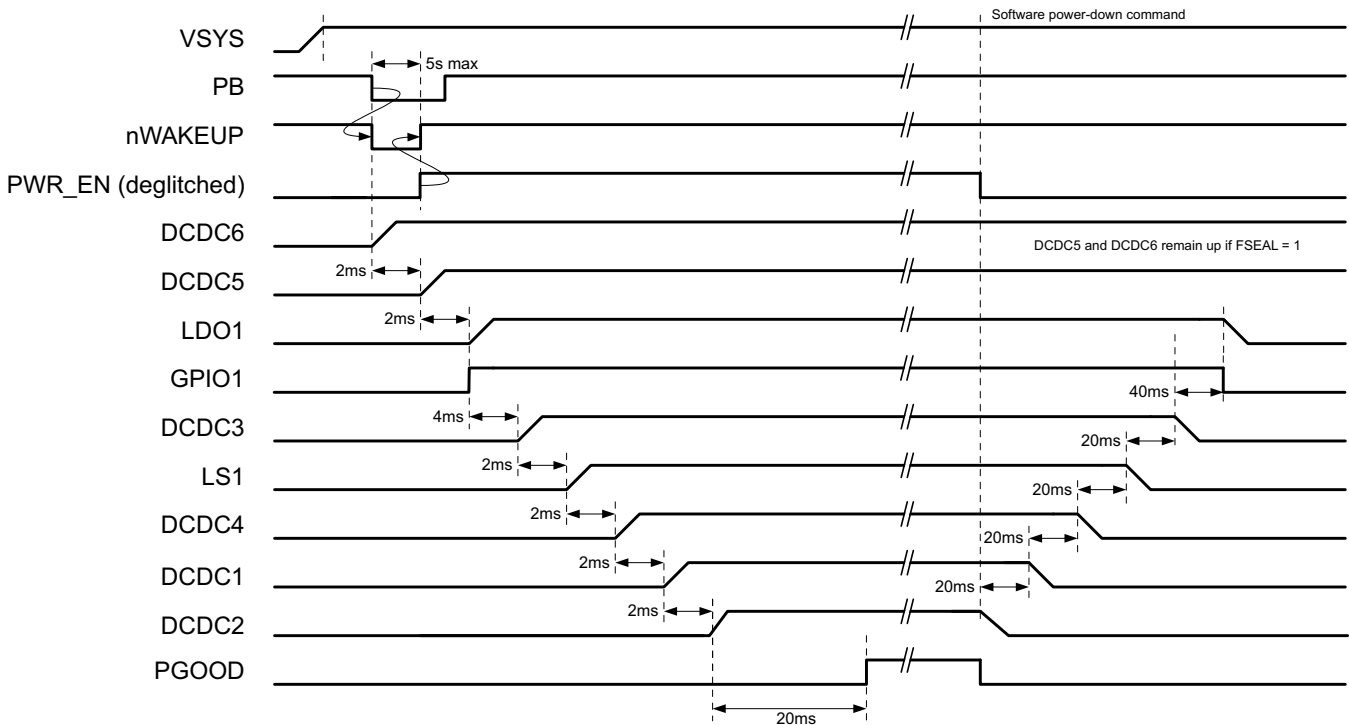 Software power-down command
VSYS
5s max
PB
nWAKEUP
PWR_EN (deglitched)
DCDC6
DCDC5 and DCDC6 remain up if FSEAL = 1
2ms
DCDC5
2ms
LDO1
GPIO1
40ms
4ms
DCDC3
20ms
2ms
LS1
20ms
2ms
DCDC4
20ms
2ms
DCDC1
20ms
2ms
DCDC2
PGOOD
20ms